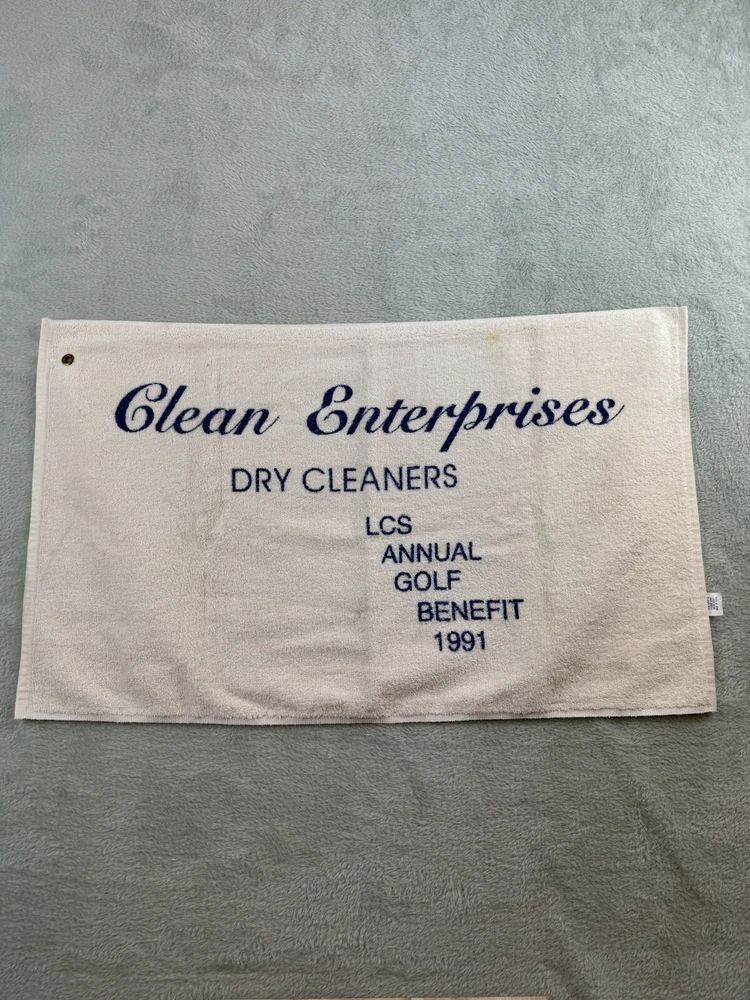 Clean Enterprises
DRY CLEANERS
LCS
ANNUAL
GOLF
BENEFIT
1991